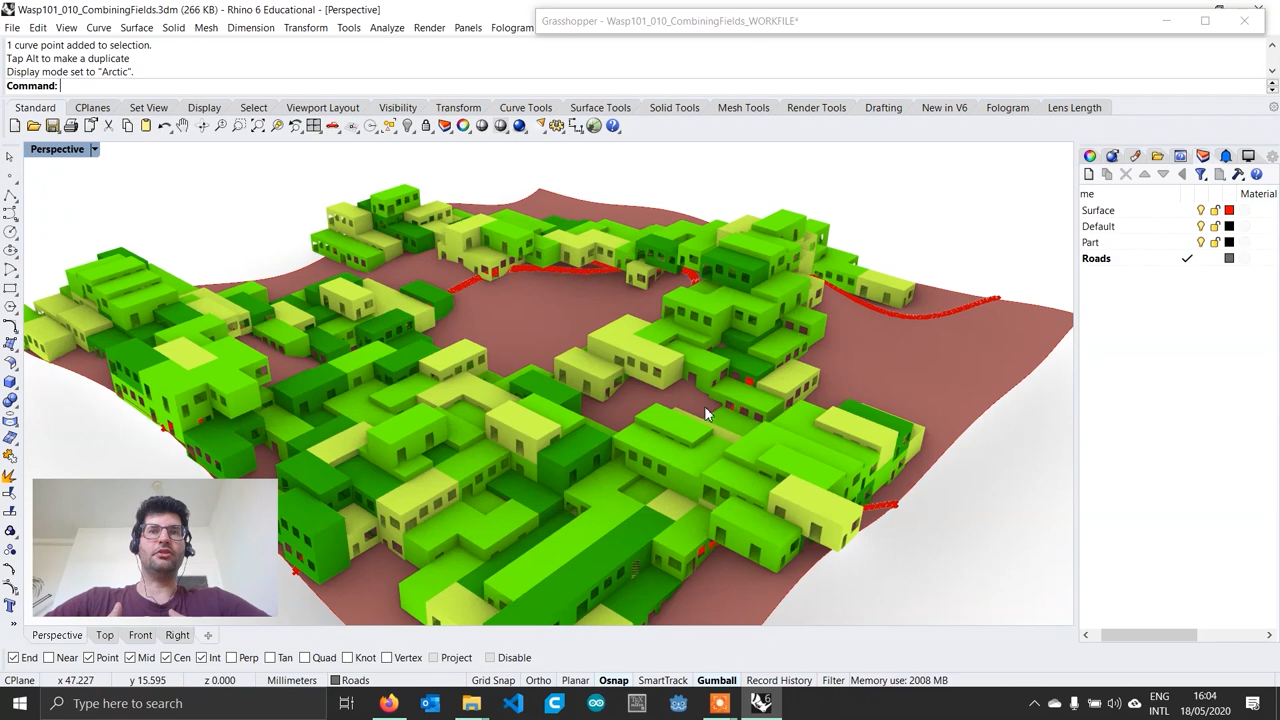 Wasp101_010_CombiningFields.3dm (266 KB) - Rhino 6 Educational - [Perspective]
Grasshopper - Wasp101_010_CombiningFields_WORKFILE*
File Edit View Curve Surface Solid Mesh Dimension Transform Tools Analyze Render Panels Fologram
1 curve point added to selection.
Tap Alt to make a duplicate
Display mode set to "Arctic".
Command:
Standard CPlanes Set View Display Select Viewport Layout Visibility Transform Curve Tools Surface Tools Solid Tools Mesh Tools Render Tools Drafting New in V6 Fologram Lens Length
Perspective
me Material
Surface
Default
Part
Roads
Perspective Top Front Right
End Near Point Mid Cen Int Perp Tan Quad Knot Vertex Project Disable
CPlane x 47.227 y 15.595 z 0.000 Millimeters Roads Grid Snap Ortho Planar Osnap SmartTrack Gumball Record History Filter Memory use: 2008 MB
Type here to search
ENG 16:04
INTL 18/05/2020